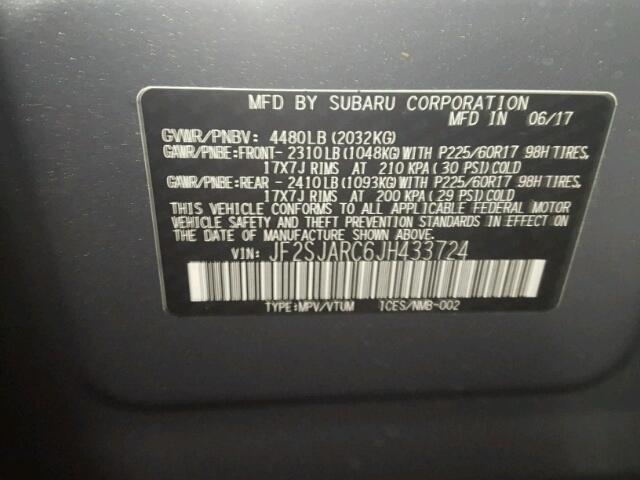 MFD BY SUBARU CORPORATION
MFD IN 06/17
GVWR/PNBV: 4480LB(2032KG)
GAWR/PNBE:FRONT-2310LB(1048KG)WITH P225/60R17 98H TIRES,
17X7J RIMS AT 210 KPA(30 PSI)COLD
GAWR/PNBE:REAR -2410LB(1093KG)WITH P225/60R17 98H TIRES,
17X7J RIMS AT 200 KPA(29 PSI)COLD
THIS VEHICLE CONFORMS TO ALL APPLICABLE FEDERAL MOTOR
VEHICLE SAFETY AND THEFT PREVENTION STANDARDS IN EFFECT ON
THE DATE OF MANUFACTURE SHOWN ABOVE.
VIN: JF2SJARC6JH433724
TYPE:MPV/VTUM ICES/NMB-002